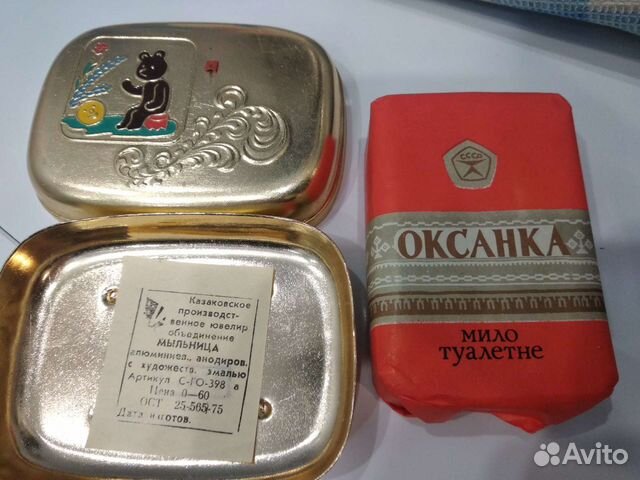 Казаковское
производст-
венное ювелир
объединение
МЫЛЬНИЦА
алюминиев., анодиров.
с художеств. эмалью
Артикул С-ГО-398 а
Цена 0—60
ОСТ 25-565-75
Дата изготов.
СССР
ОКСАНКА
МИЛО
ТУАЛЕТНЕ
Avito